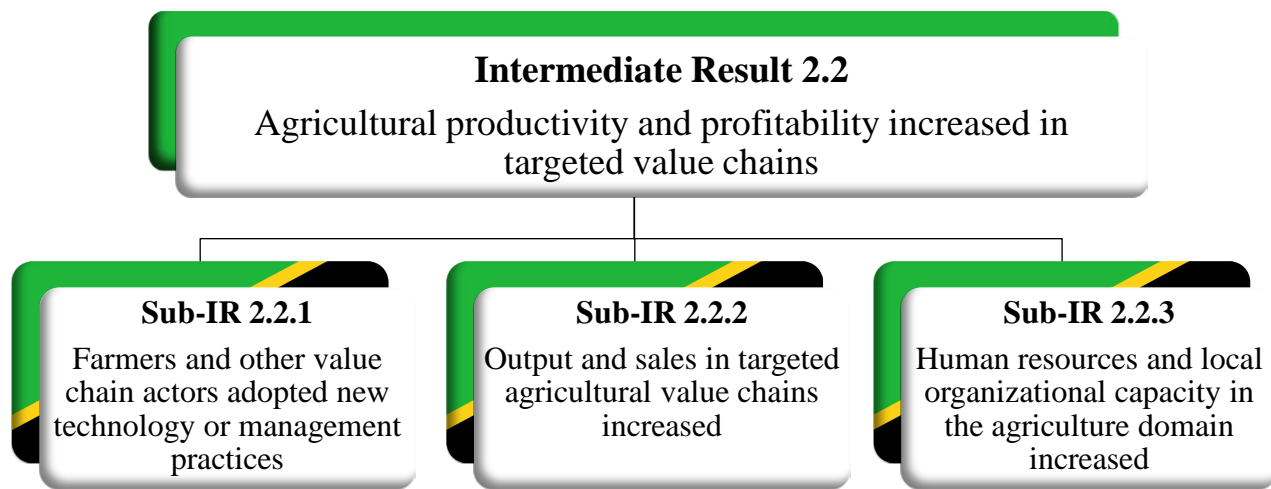 Intermediate Result 2.2
Agricultural productivity and profitability increased in
targeted value chains
Sub-IR 2.2.1
Farmers and other value
chain actors adopted new
technology or management
practices
Sub-IR 2.2.2
Output and sales in targeted
agricultural value chains
increased
Sub-IR 2.2.3
Human resources and local
organizational capacity in
the agriculture domain
increased